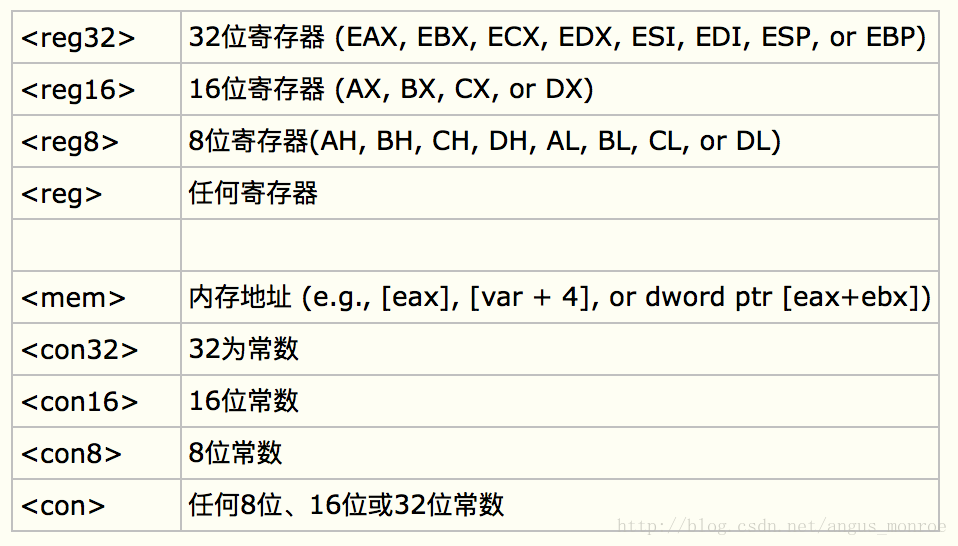 <reg32> 32位寄存器 (EAX, EBX, ECX, EDX, ESI, EDI, ESP, or EBP)
<reg16> 16位寄存器 (AX, BX, CX, or DX)
<reg8> 8位寄存器(AH, BH, CH, DH, AL, BL, CL, or DL)
<reg> 任何寄存器
<mem> 内存地址 (e.g., [eax], [var + 4], or dword ptr [eax+ebx])
<con32> 32为常数
<con16> 16位常数
<con8> 8位常数
<con> 任何8位、16位或32位常数
http://blog.csdn.net/angus_monroe